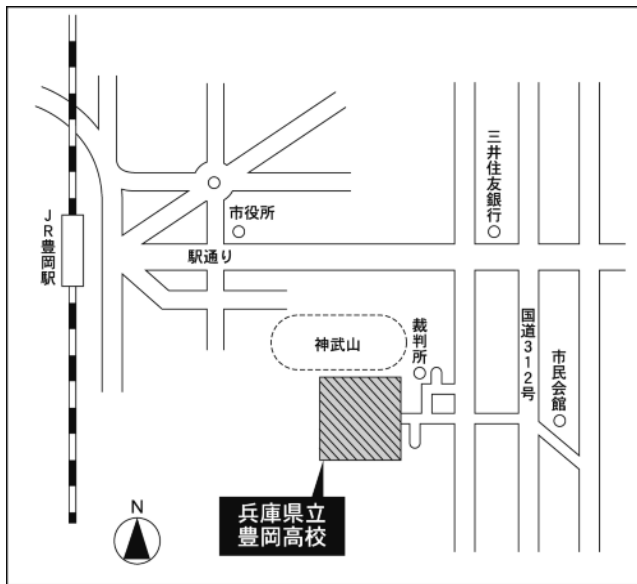 三井住友銀行
市役所
JR豊岡駅
駅通り
神武山
裁判所
国道312号
市民会館
N
兵庫県立
豊岡高校